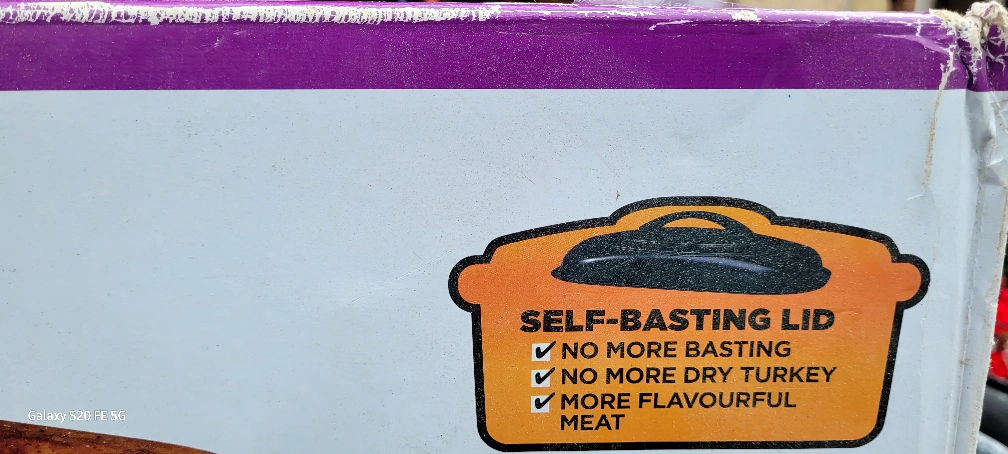 SELF-BASTING LID
✔ NO MORE BASTING
✔ NO MORE DRY TURKEY
✔ MORE FLAVOURFUL
MEAT
Galaxy S20 FE 5G